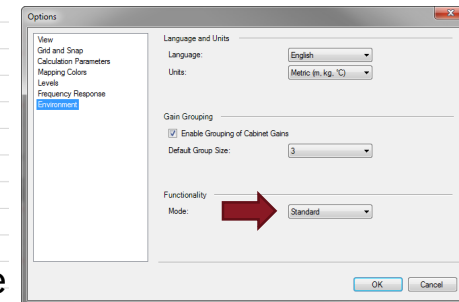 Options
View
Grid and Snap
Calculation Parameters
Mapping Colors
Levels
Frequency Response
Environment
Language and Units
Language: English
Units: Metric (m, kg, °C)
Gain Grouping
Enable Grouping of Cabinet Gains
Default Group Size: 3
Functionality
Mode: Standard
e
OK Cancel